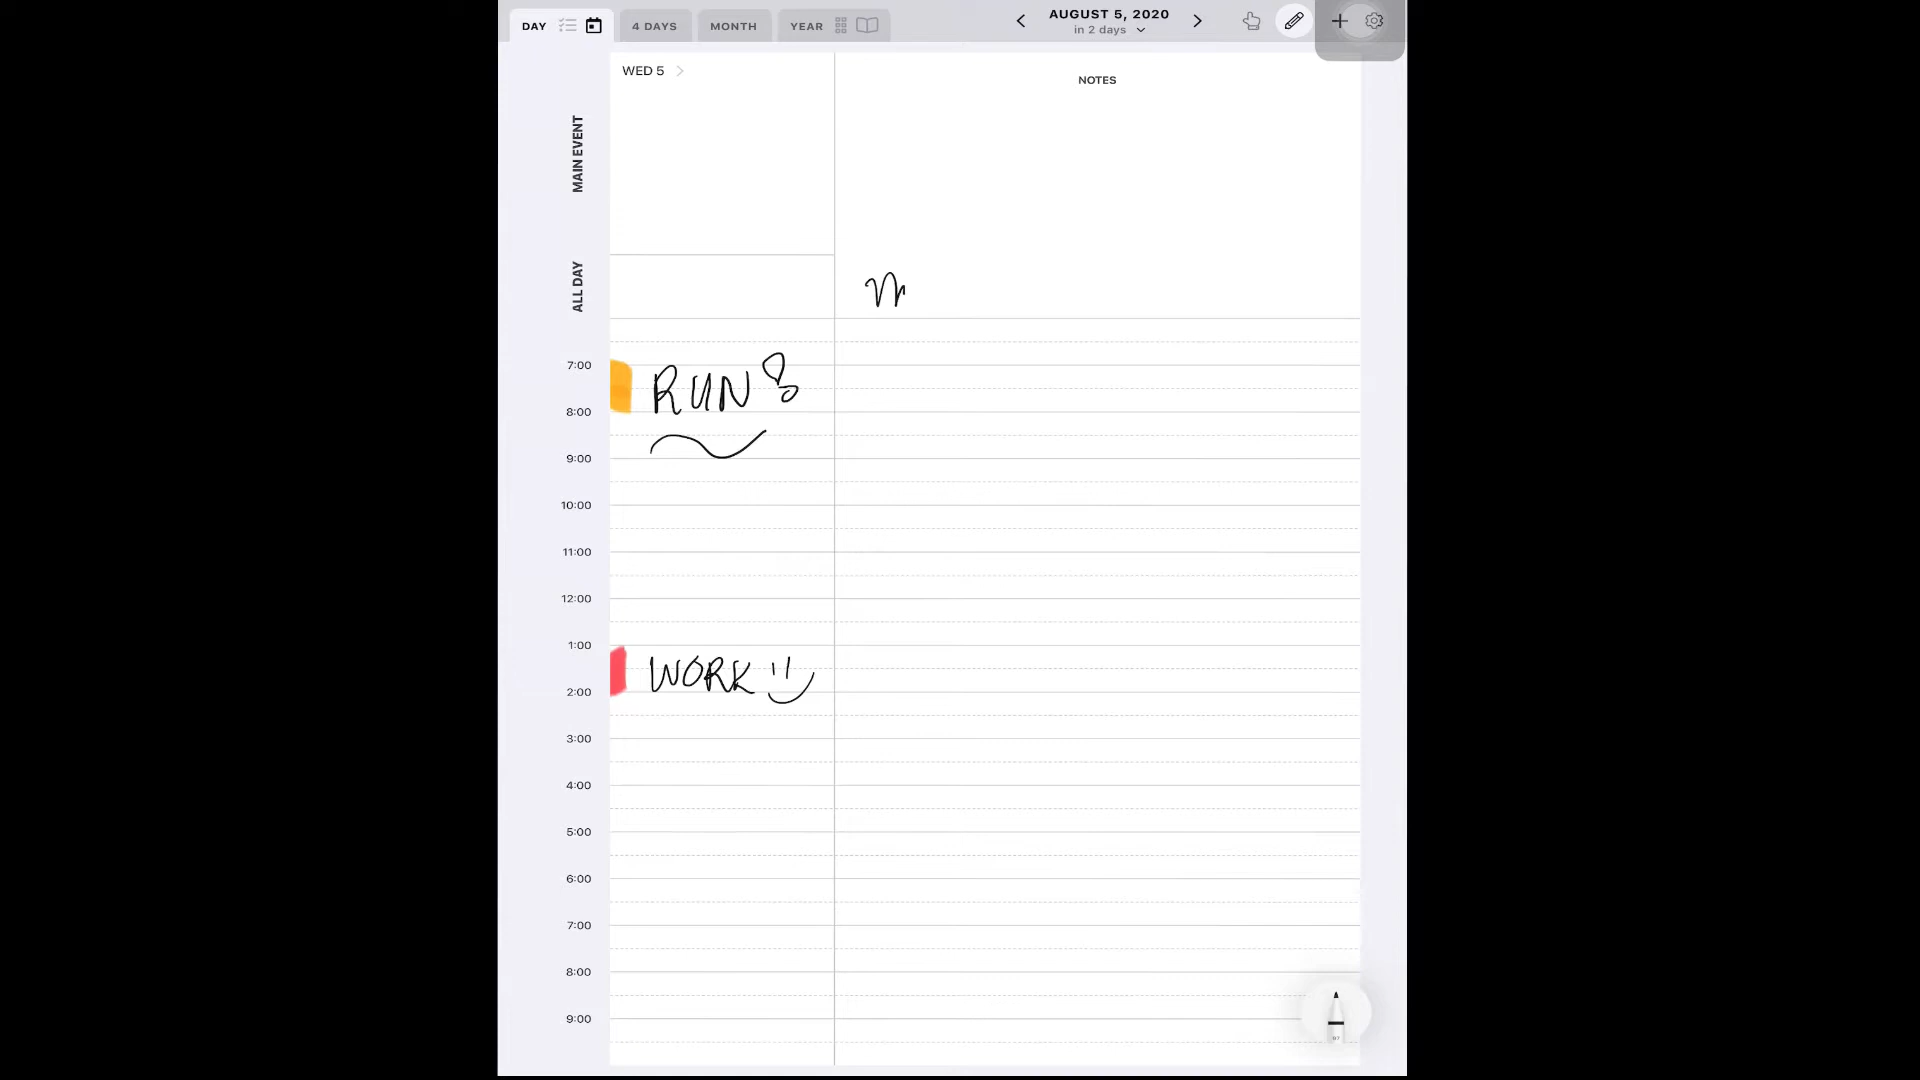 DAY 4 DAYS MONTH YEAR AUGUST 5, 2020
in 2 days
WED 5
NOTES
MAIN EVENT
ALL DAY
7:00
RUN
8:00
9:00
10:00
11:00
12:00
1:00
WORK
2:00
3:00
4:00
5:00
6:00
7:00
8:00
9:00